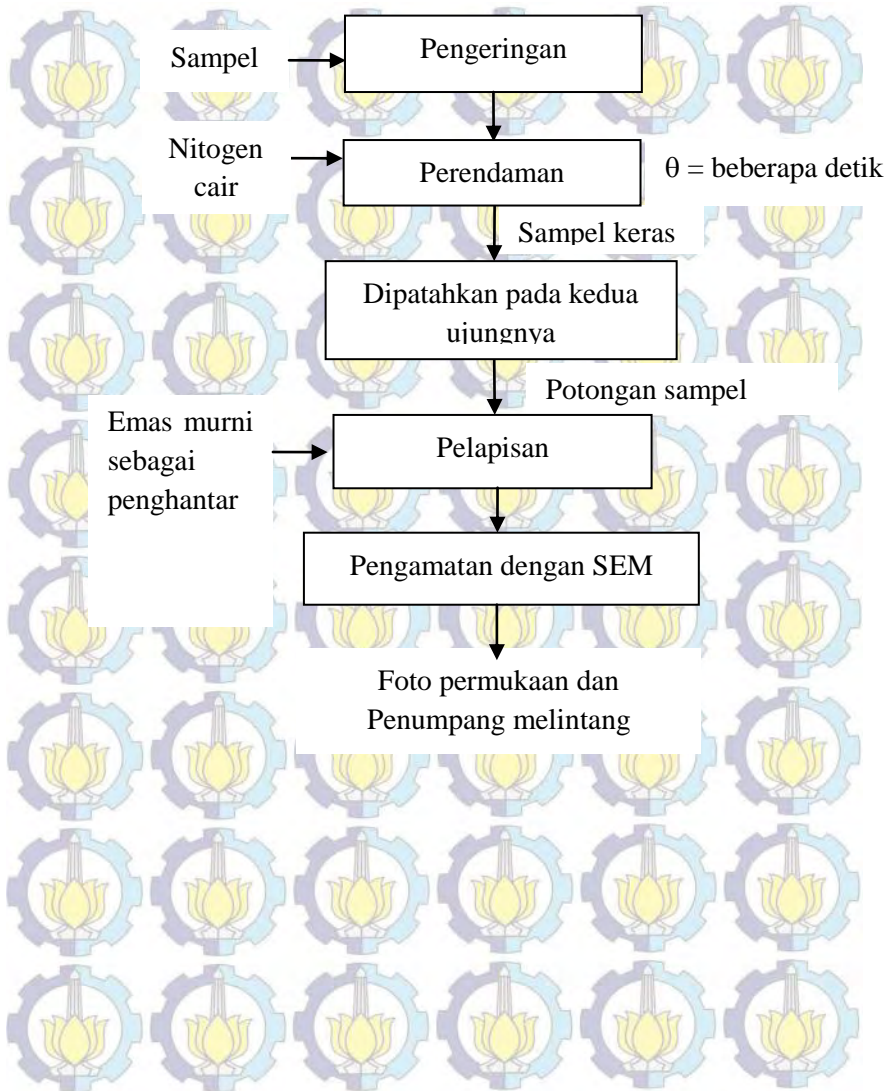 Sampel
Pengeringan
Nitogen
cair
Perendaman
θ = beberapa detik
Sampel keras
Dipatahkan pada kedua
ujungnya
Potongan sampel
Emas murni
sebagai
penghantar
Pelapisan
Pengamatan dengan SEM
Foto permukaan dan
Penumpang melintang